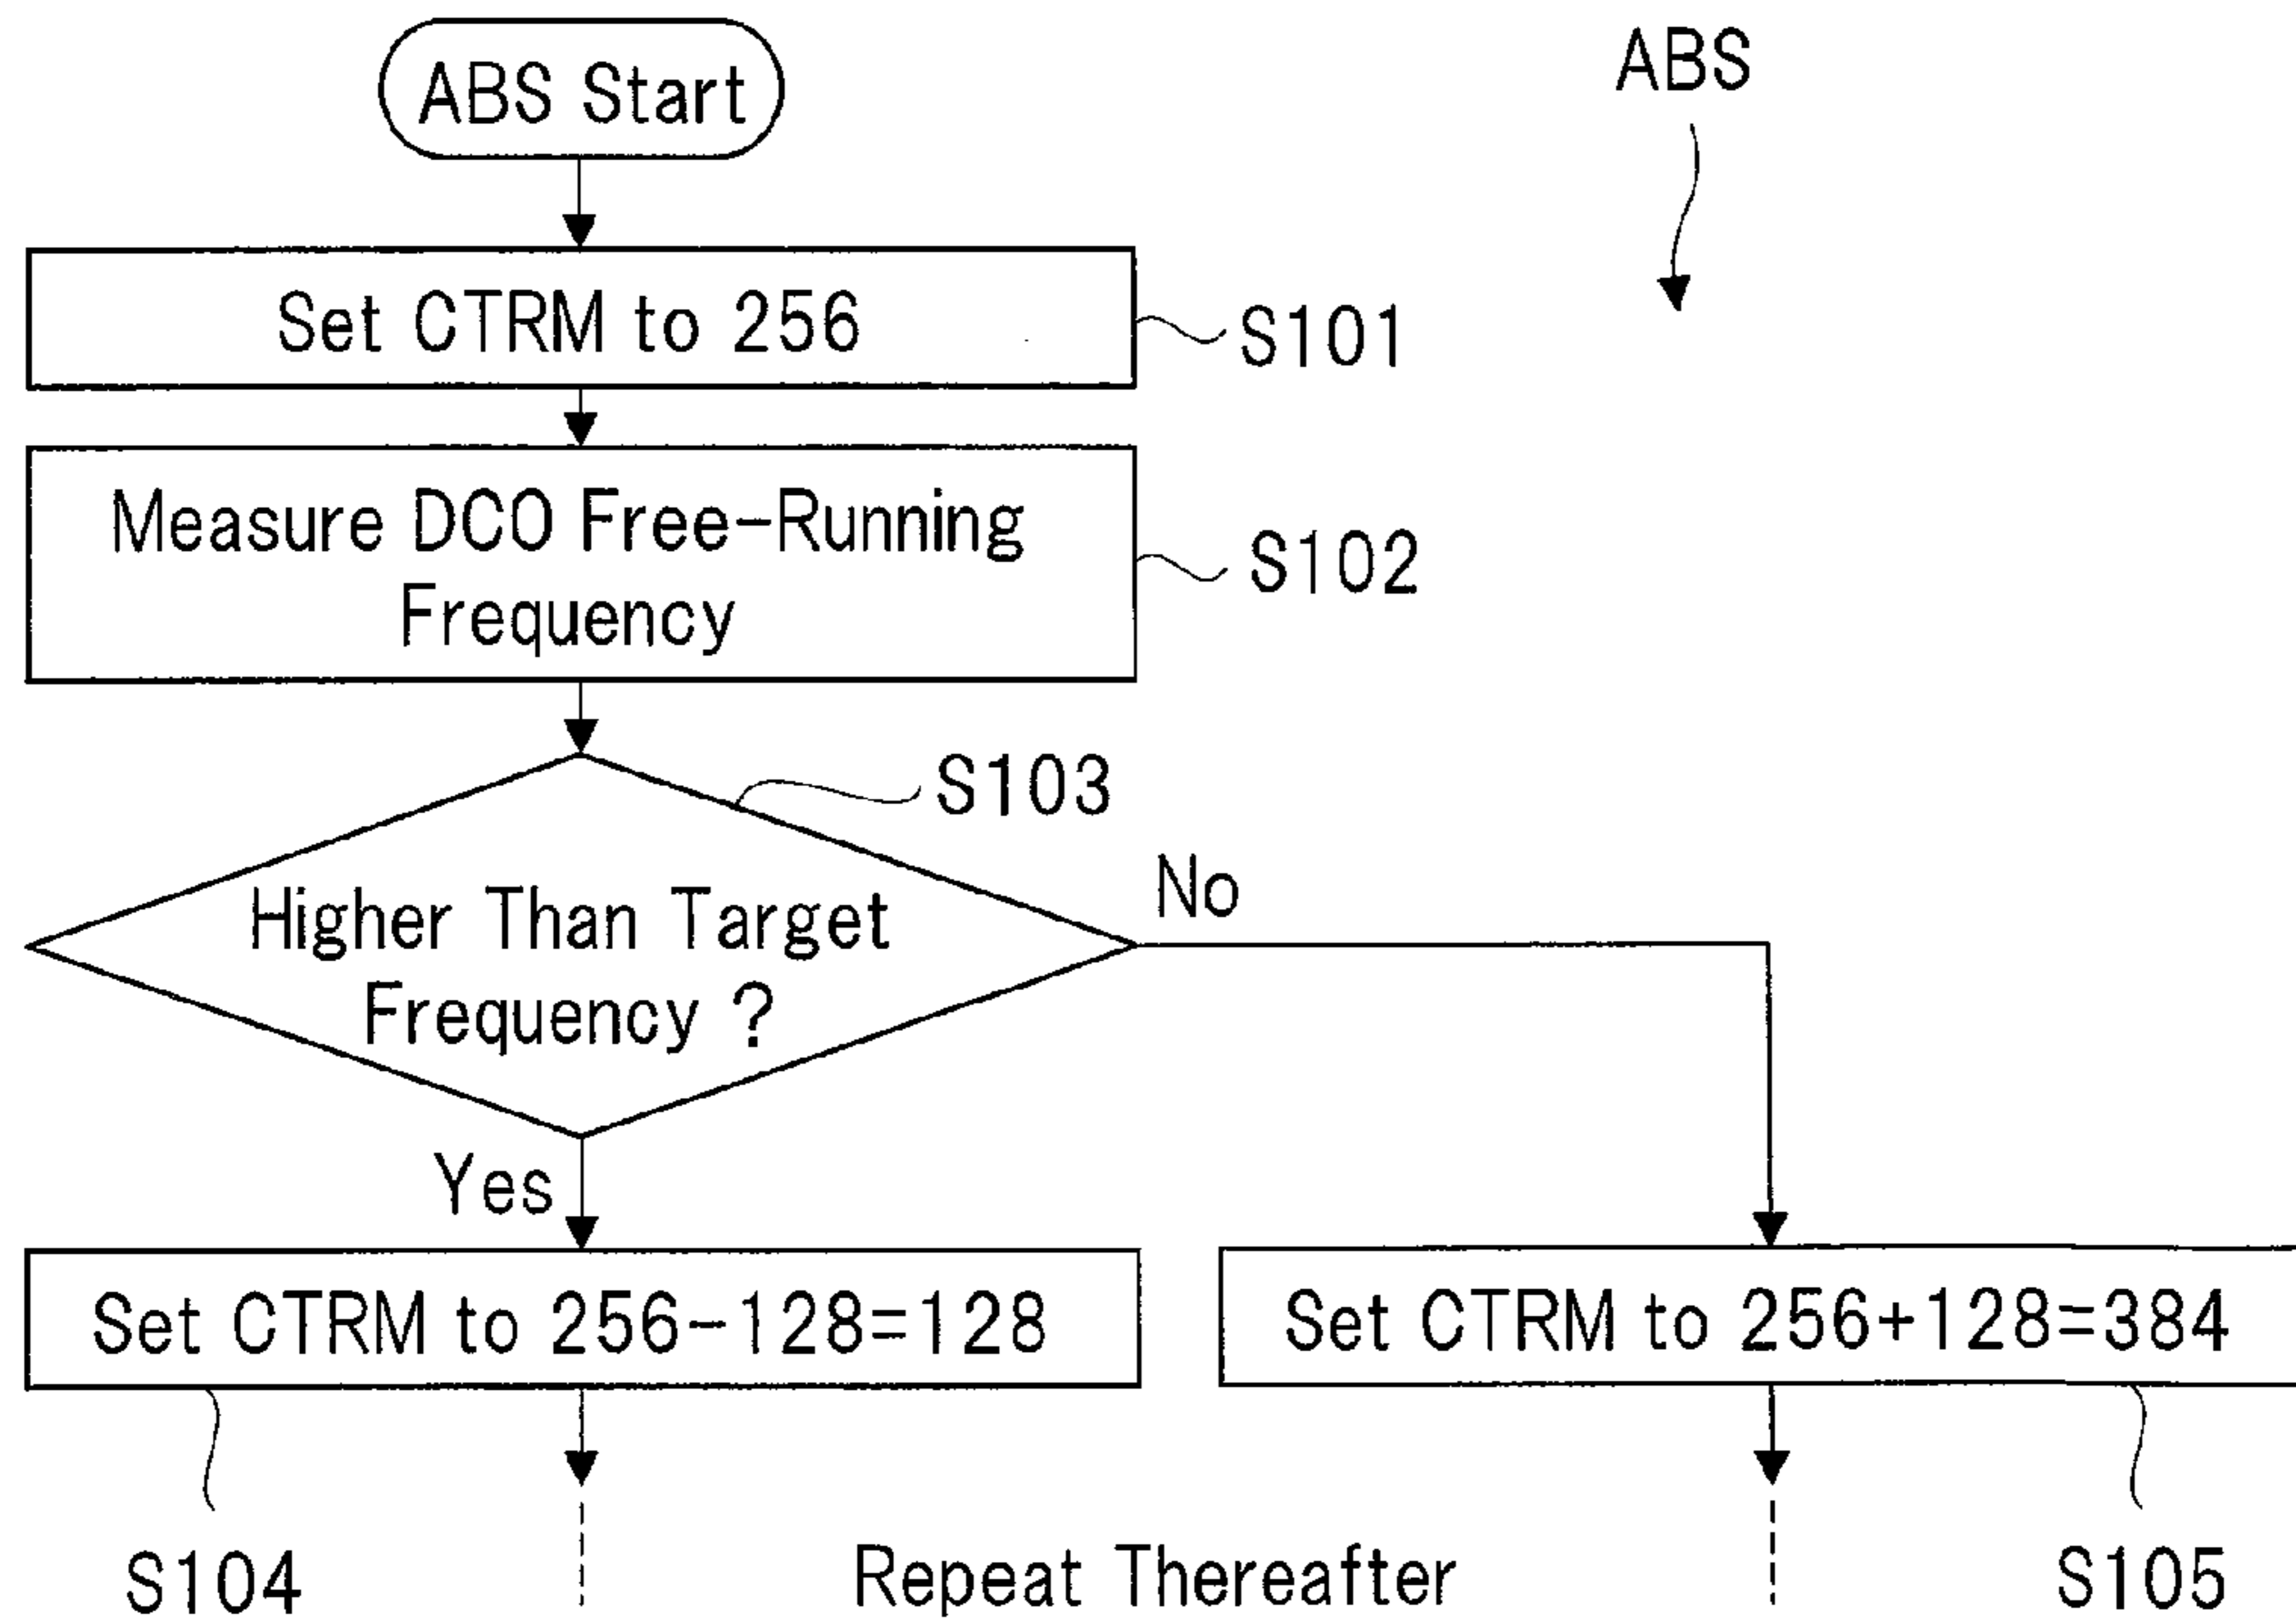 ABS Start
ABS
Set CTRM to 256
S101
Measure DCO Free-Running
Frequency
S102
S103
Higher Than Target
Frequency ?
No
Yes
Set CTRM to 256-128=128
Set CTRM to 256+128=384
S104
Repeat Thereafter
S105